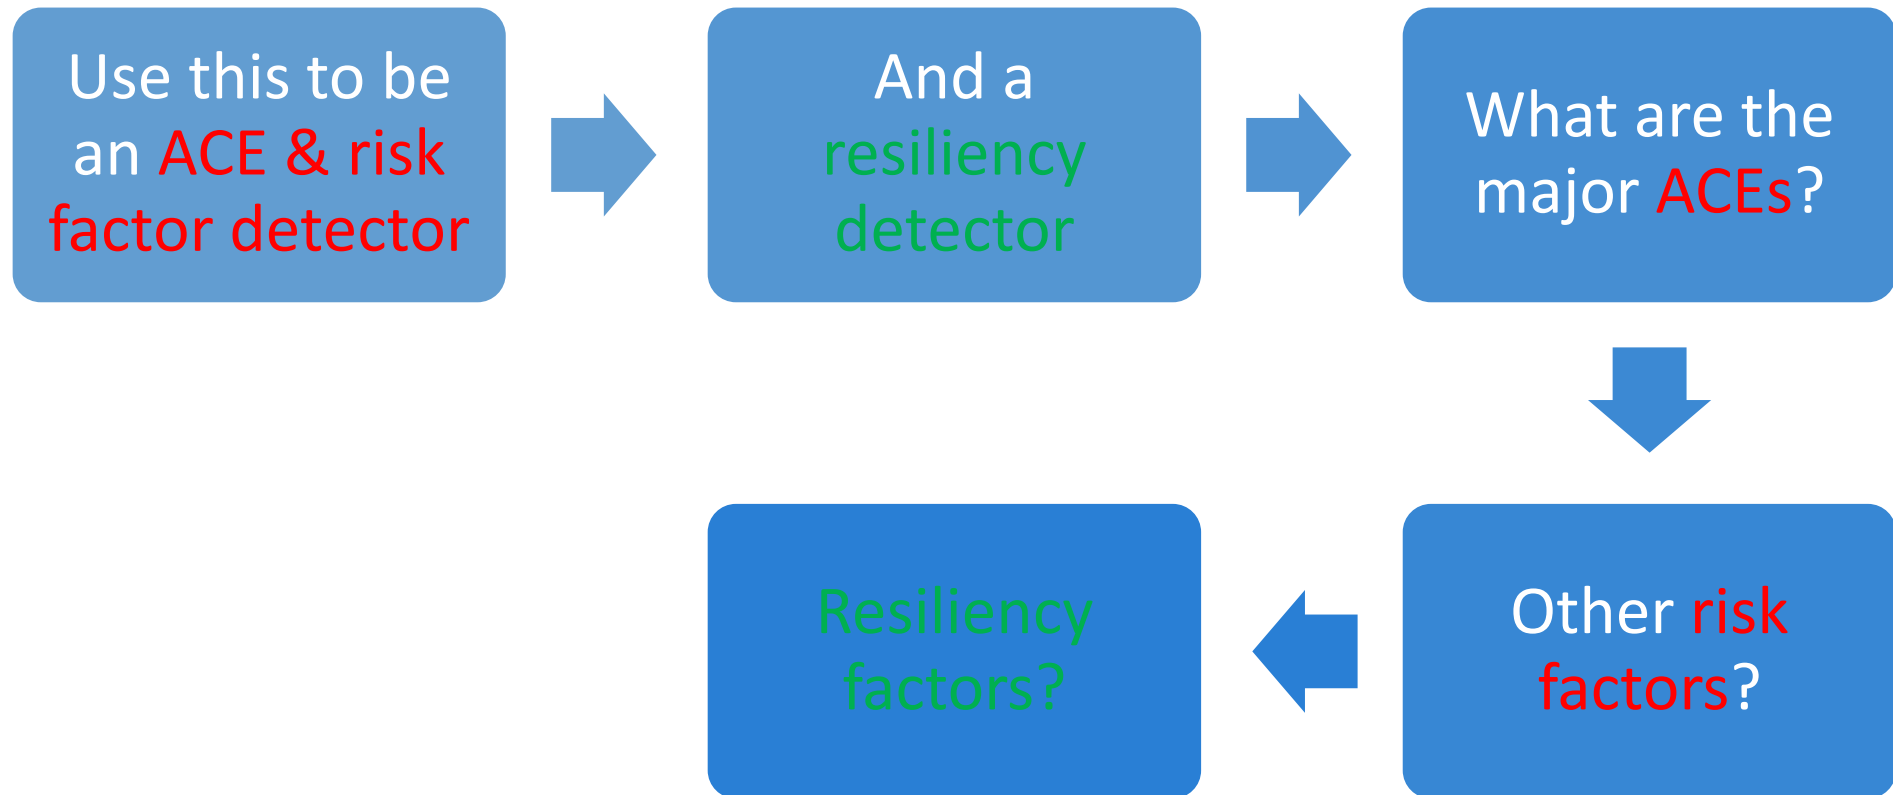 Use this to be
an ACE & risk
factor detector
And a
resiliency
detector
What are the
major ACEs?
Other risk
factors?
Resiliency
factors?